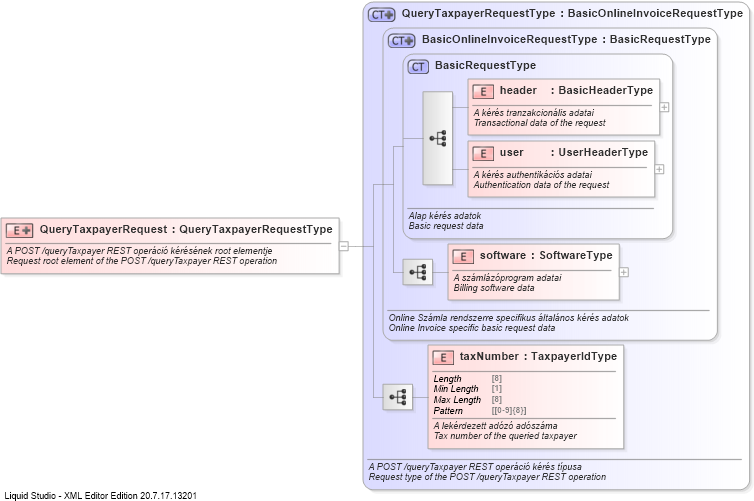 CT QueryTaxpayerRequestType : BasicOnlineInvoiceRequestType
CT BasicOnlineInvoiceRequestType : BasicRequestType
CT BasicRequestType
E header : BasicHeaderType
A kérés tranzakcionális adatai
Transactional data of the request
E user : UserHeaderType
A kérés authentikációs adatai
Authentication data of the request
Alap kérés adatok
Basic request data
E QueryTaxpayerRequest : QueryTaxpayerRequestType
A POST /queryTaxpayer REST operáció kérésének root elementje
Request root element of the POST /queryTaxpayer REST operation
E software : SoftwareType
A számlázóprogram adatai
Billing software data
Online Számla rendszerre specifikus általános kérés adatok
Online Invoice specific basic request data
E taxNumber : TaxpayerIdType
Length [8]
Min Length [1]
Max Length [8]
Pattern [[0-9]{8}]
A lekérdezett adózó adószáma
Tax number of the queried taxpayer
A POST /queryTaxpayer REST operáció kérés típusa
Request type of the POST /queryTaxpayer REST operation
Liquid Studio - XML Editor Edition 20.7.17.13201